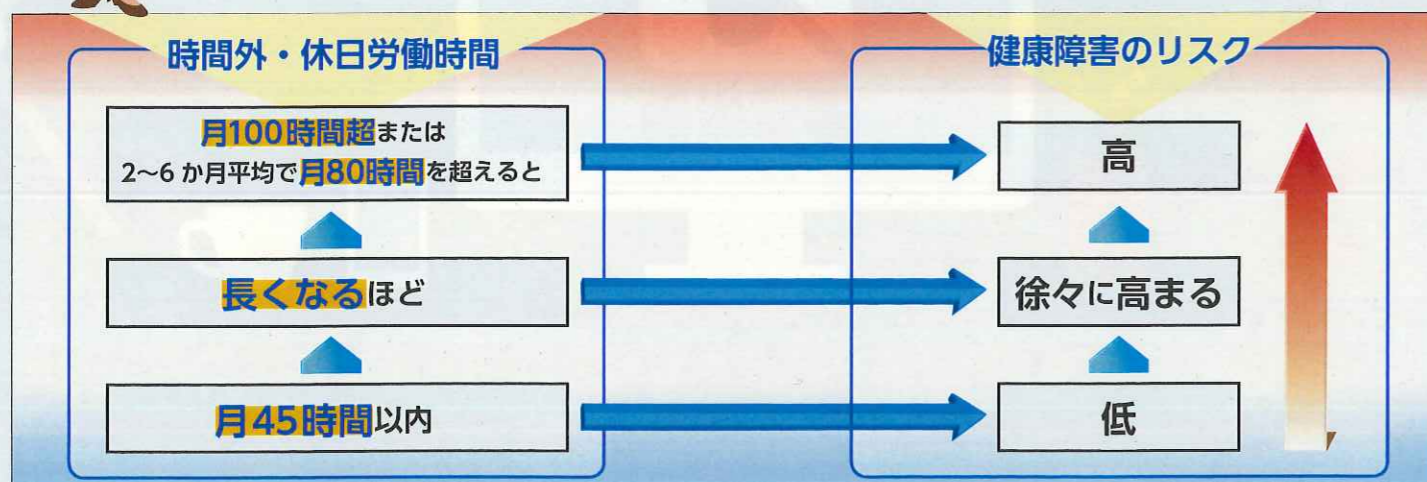 時間外・休日労働時間
月100時間超または
2～6か月平均で月80時間を超えると
長くなるほど
月45時間以内
健康障害のリスク
高
徐々に高まる
低